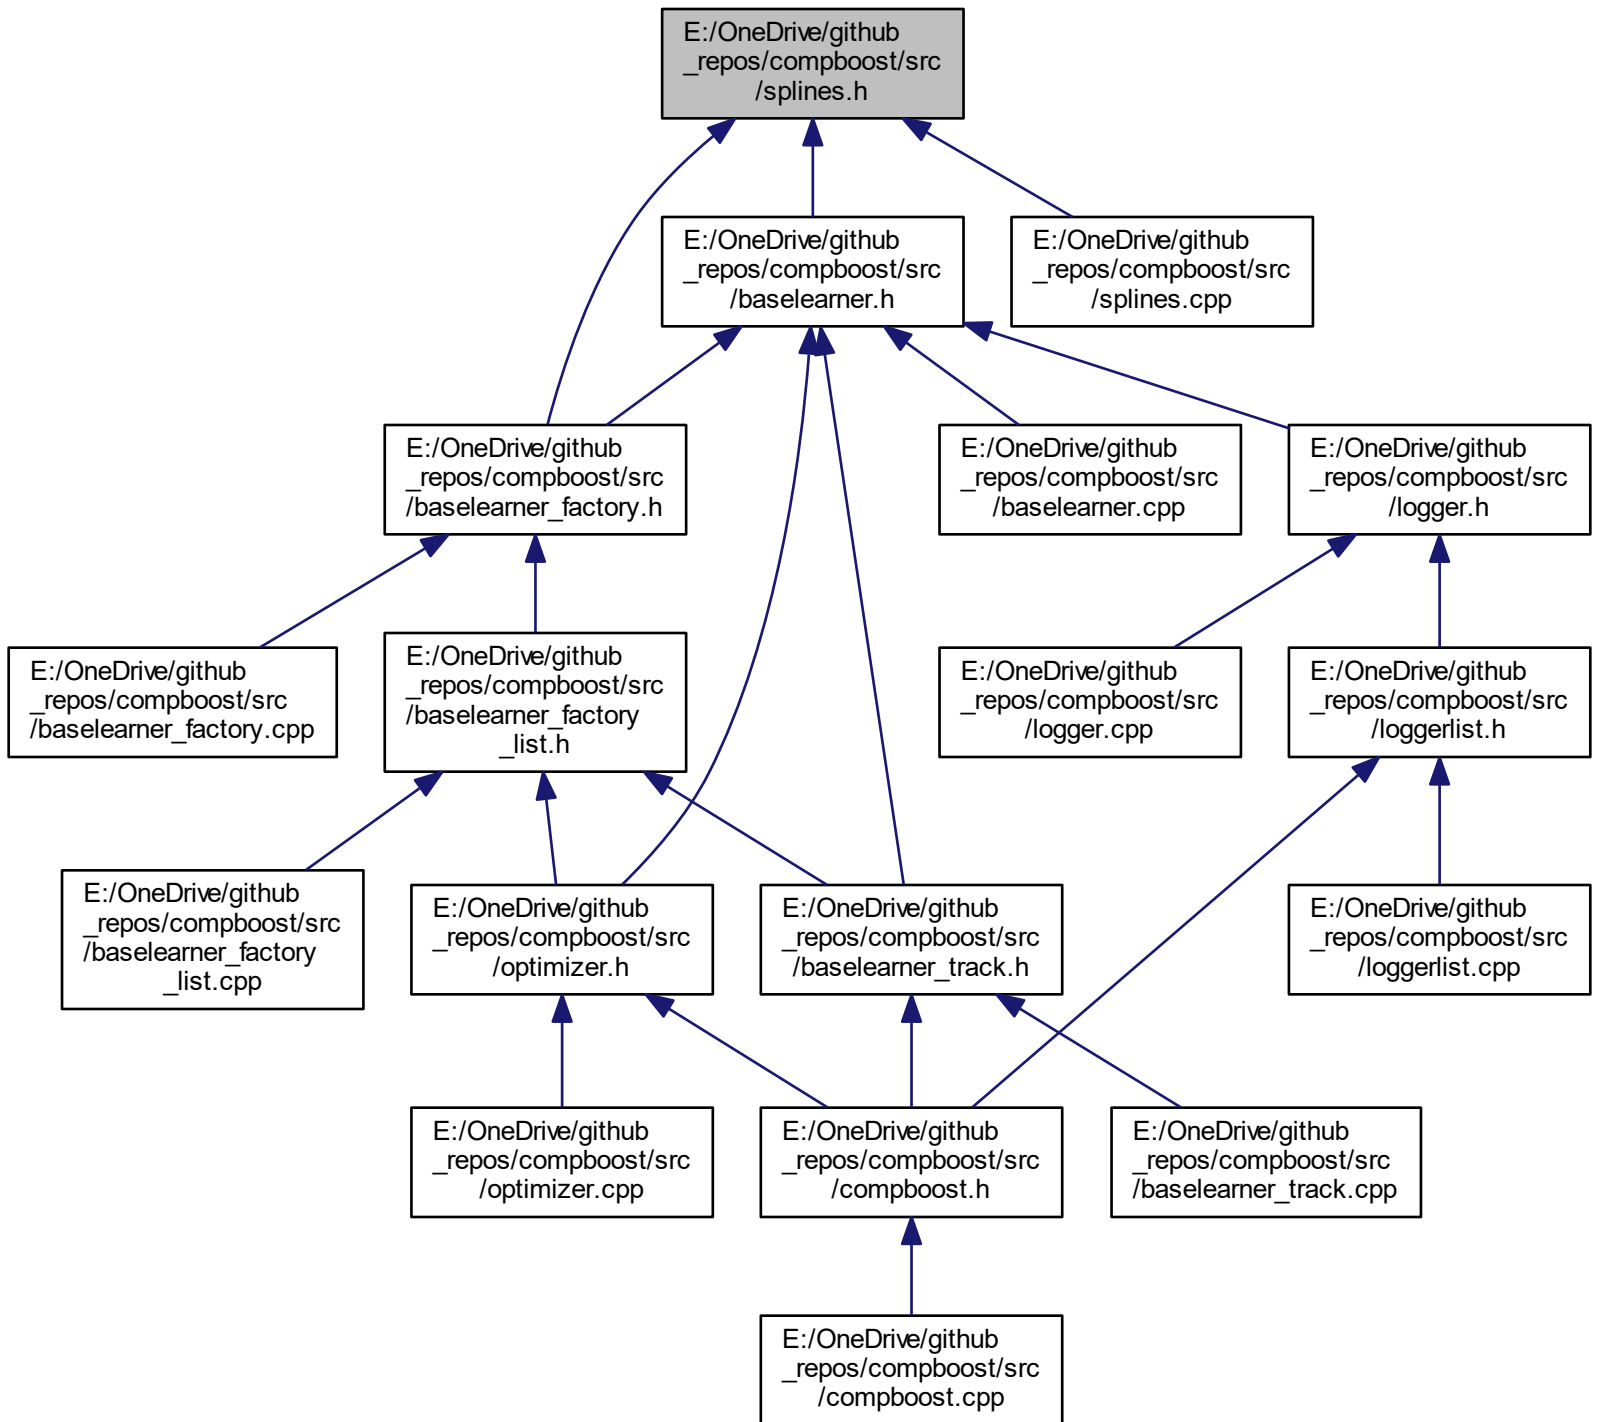 E:/OneDrive/github
_repos/compboost/src
/splines.h
E:/OneDrive/github
_repos/compboost/src
/baselearner.h
E:/OneDrive/github
_repos/compboost/src
/splines.cpp
E:/OneDrive/github
_repos/compboost/src
/baselearner_factory.h
E:/OneDrive/github
_repos/compboost/src
/baselearner.cpp
E:/OneDrive/github
_repos/compboost/src
/logger.h
E:/OneDrive/github
_repos/compboost/src
/baselearner_factory.cpp
E:/OneDrive/github
_repos/compboost/src
/baselearner_factory
_list.h
E:/OneDrive/github
_repos/compboost/src
/logger.cpp
E:/OneDrive/github
_repos/compboost/src
/loggerlist.h
E:/OneDrive/github
_repos/compboost/src
/baselearner_factory
_list.cpp
E:/OneDrive/github
_repos/compboost/src
/optimizer.h
E:/OneDrive/github
_repos/compboost/src
/baselearner_track.h
E:/OneDrive/github
_repos/compboost/src
/loggerlist.cpp
E:/OneDrive/github
_repos/compboost/src
/optimizer.cpp
E:/OneDrive/github
_repos/compboost/src
/compboost.h
E:/OneDrive/github
_repos/compboost/src
/baselearner_track.cpp
E:/OneDrive/github
_repos/compboost/src
/compboost.cpp